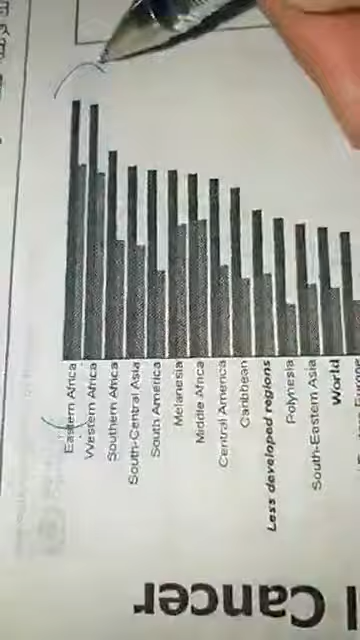 Eastern Africa
Western Africa
Southern Africa
South-Central Asia
South America
Melanesia
Middle Africa
Central America
Caribbean
Less developed regions
Polynesia
South-Eastern Asia
World
l Cancer